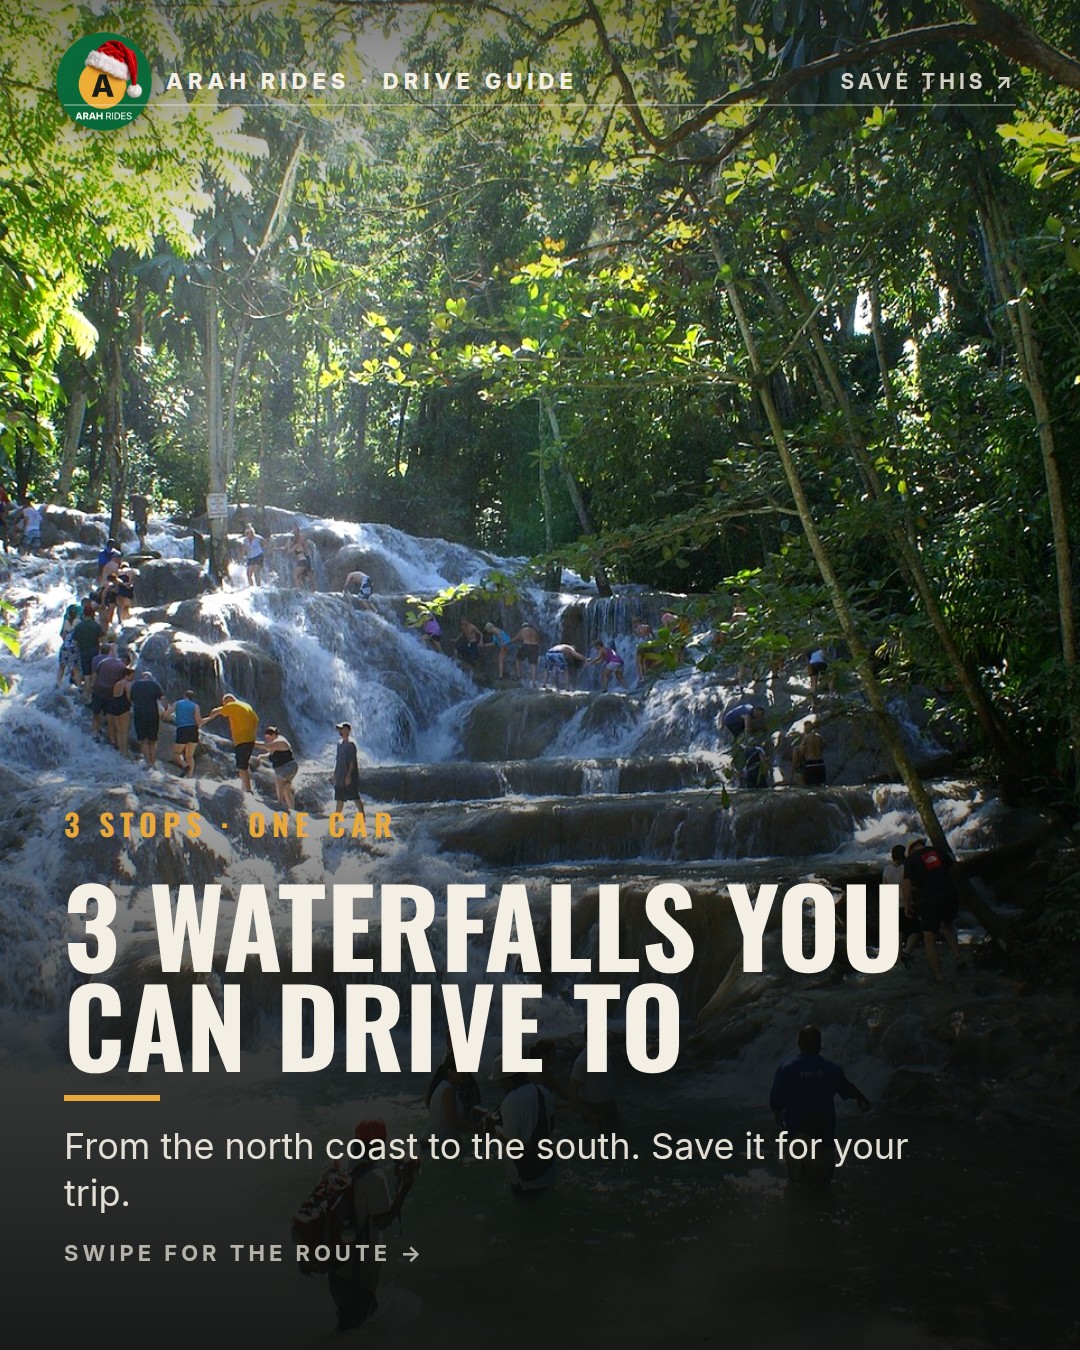 A
ARAH RIDES
ARAH RIDES · DRIVE GUIDE
SAVE THIS ↗
3 STOPS · ONE CAR
3 WATERFALLS YOU
CAN DRIVE TO
From the north coast to the south. Save it for your
trip.
SWIPE FOR THE ROUTE →